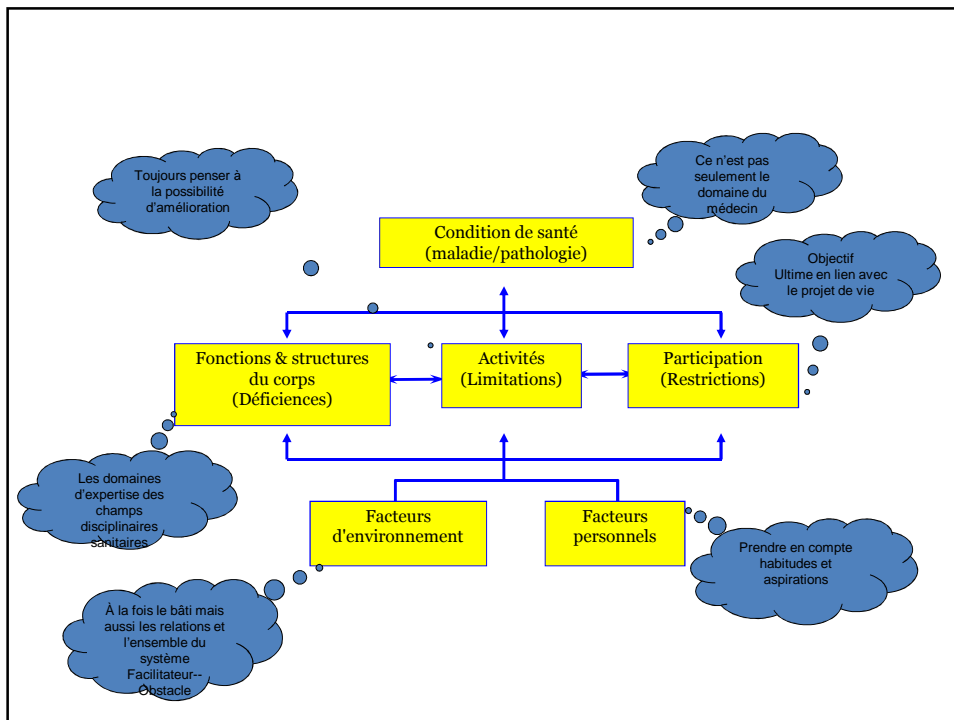 Toujours penser à
la possibilité
d'amélioration
Ce n'est pas
seulement le
domaine du
médecin
Condition de santé
(maladie/pathologie)
Objectif
Ultime en lien avec
le projet de vie
Fonctions & structures
du corps
(Déficiences)
Activités
(Limitations)
Participation
(Restrictions)
Les domaines
d'expertise des
champs
disciplinaires
sanitaires
Facteurs
d'environnement
Facteurs
personnels
Prendre en compte
habitudes et
aspirations
À la fois le bâti mais
aussi les relations et
l'ensemble du
système
Facilitateur--
Obstacle